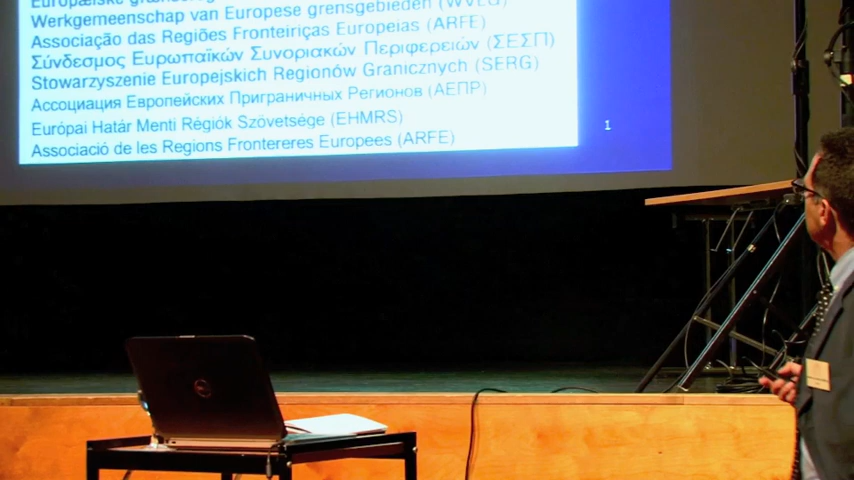 Werkgemeenschap van Europese grensgebieden (WVEG)
Associação das Regiões Fronteiriças Europeias (ARFE)
Σύνδεσμος Ευρωπαϊκών Συνοριακών Περιφερειών (ΣΕΣΠ)
Stowarzyszenie Europejskich Regionów Granicznych (SERG)
Ассоциация Европейских Приграничных Регионов (АЕПР)
Európai Határ Menti Régiók Szövetsége (EHMRS)
Associació de les Regions Frontereres Europees (ARFE)
1